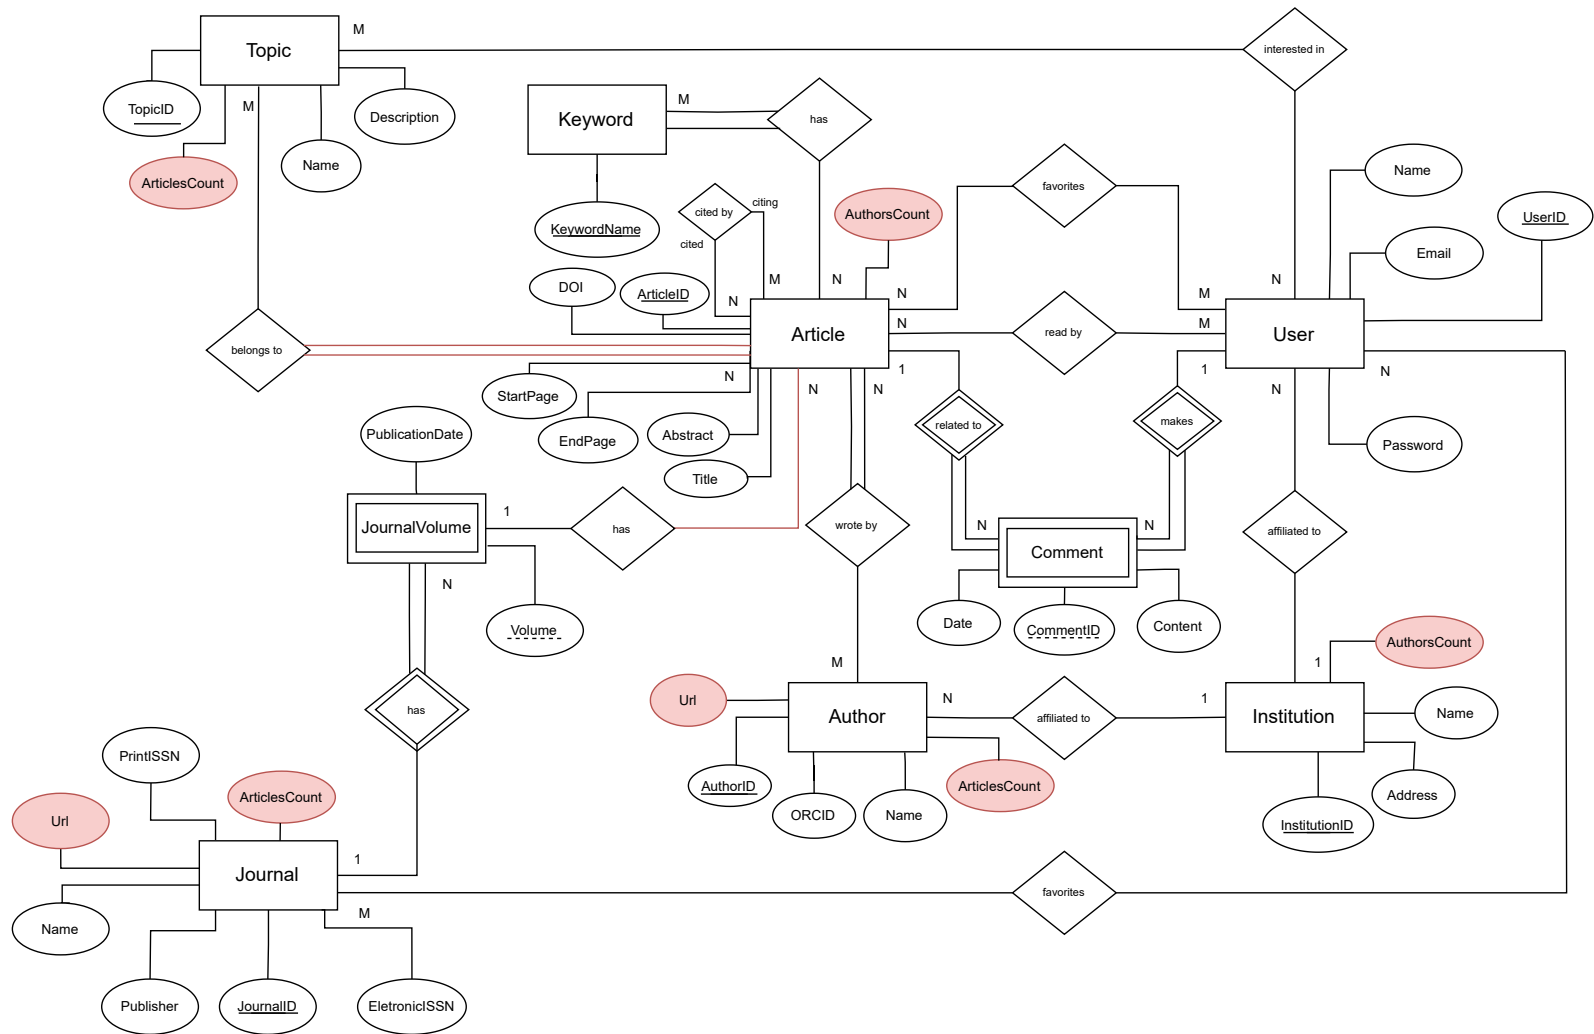 M
Topic
interested in
TopicID
M
Description
Keyword
M
has
Name
ArticlesCount
favorites
Name
UserID
cited by
citing
cited
AuthorsCount
KeywordName
Email
DOI
ArticleID
M
N
N
N
M
N
N
Article
N
read by
M
User
belongs to
N
N
N
1
1
N
N
StartPage
EndPage
Abstract
Title
related to
makes
Password
PublicationDate
JournalVolume
1
has
wrote by
N
N
affiliated to
Comment
N
Volume
Date
CommentID
Content
AuthorsCount
M
1
Url
Author
N
affiliated to
1
Institution
Name
has
PrintISSN
AuthorID
ArticlesCount
Address
ArticlesCount
ORCID
Name
InstitutionID
Url
1
Journal
favorites
M
Name
Publisher
JournalID
EletronicISSN